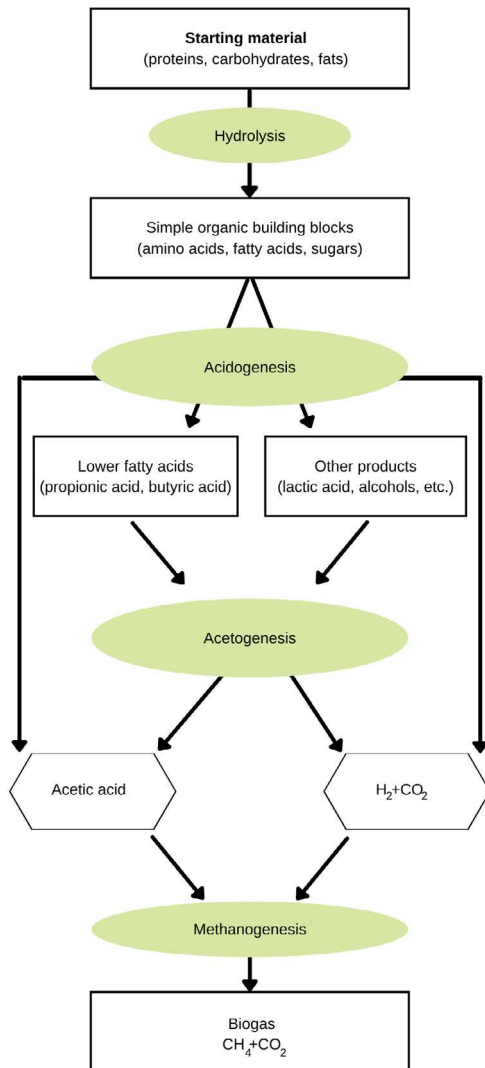 Starting material
(proteins, carbohydrates, fats)
Hydrolysis
Simple organic building blocks
(amino acids, fatty acids, sugars)
Acidogenesis
Lower fatty acids
(propionic acid, butyric acid)
Other products
(lactic acid, alcohols, etc.)
Acetogenesis
Acetic acid
H₂+CO₂
Methanogenesis
Biogas
CH₄+CO₂